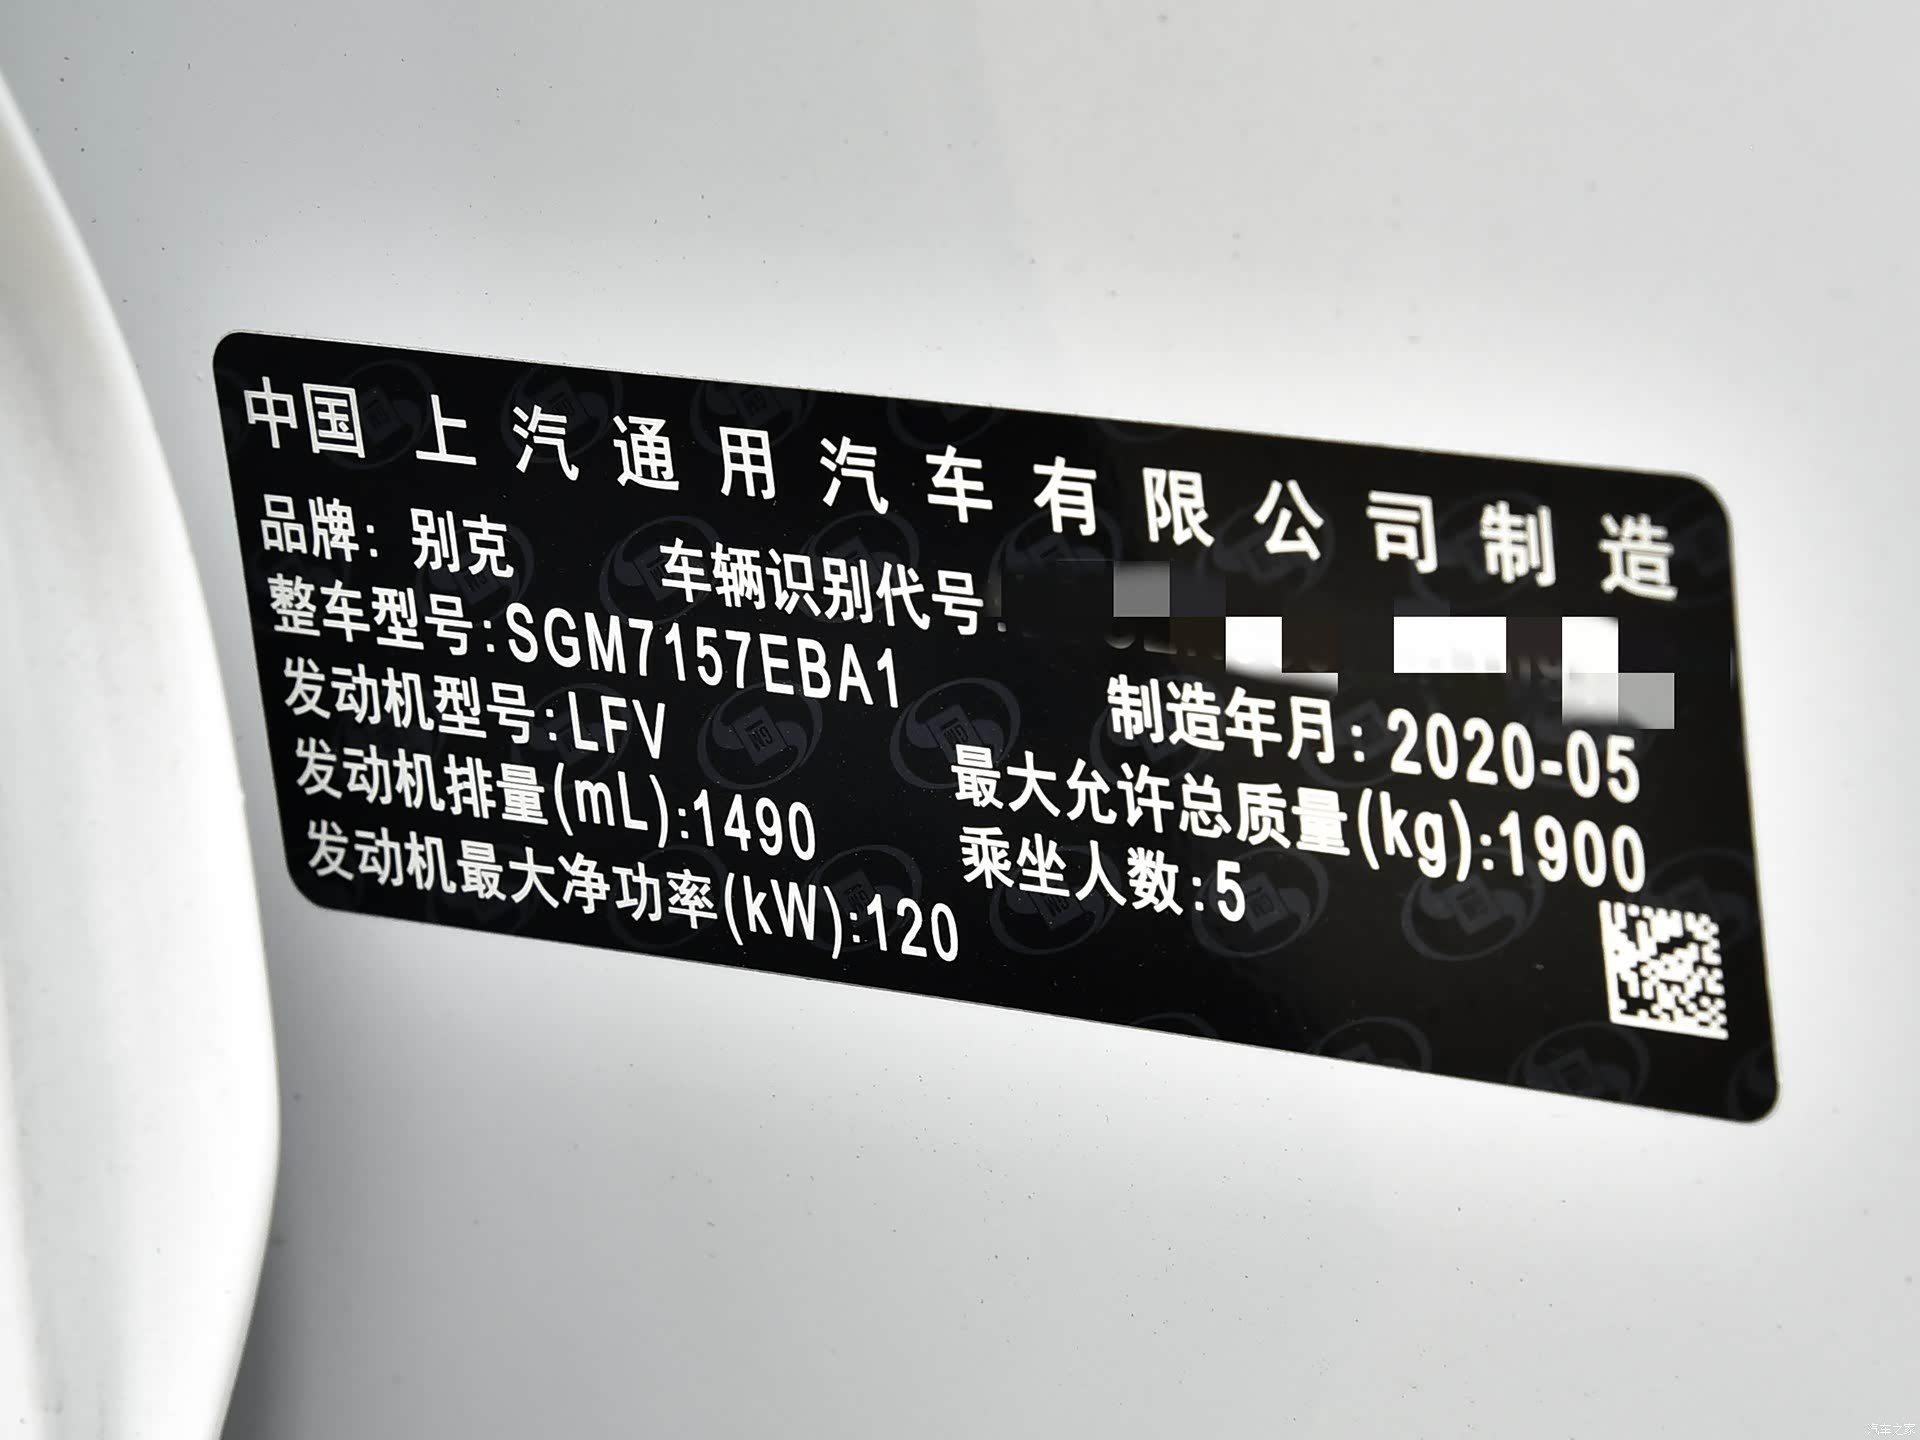 中国上汽通用汽车有限公司制造
品牌: 别克 车辆识别代号:
整车型号:SGM7157EBA1 制造年月: 2020-05
发动机型号:LFV 最大允许总质量(kg):1900
发动机排量(mL):1490 乘坐人数:5
发动机最大净功率(kW):120
汽车之家